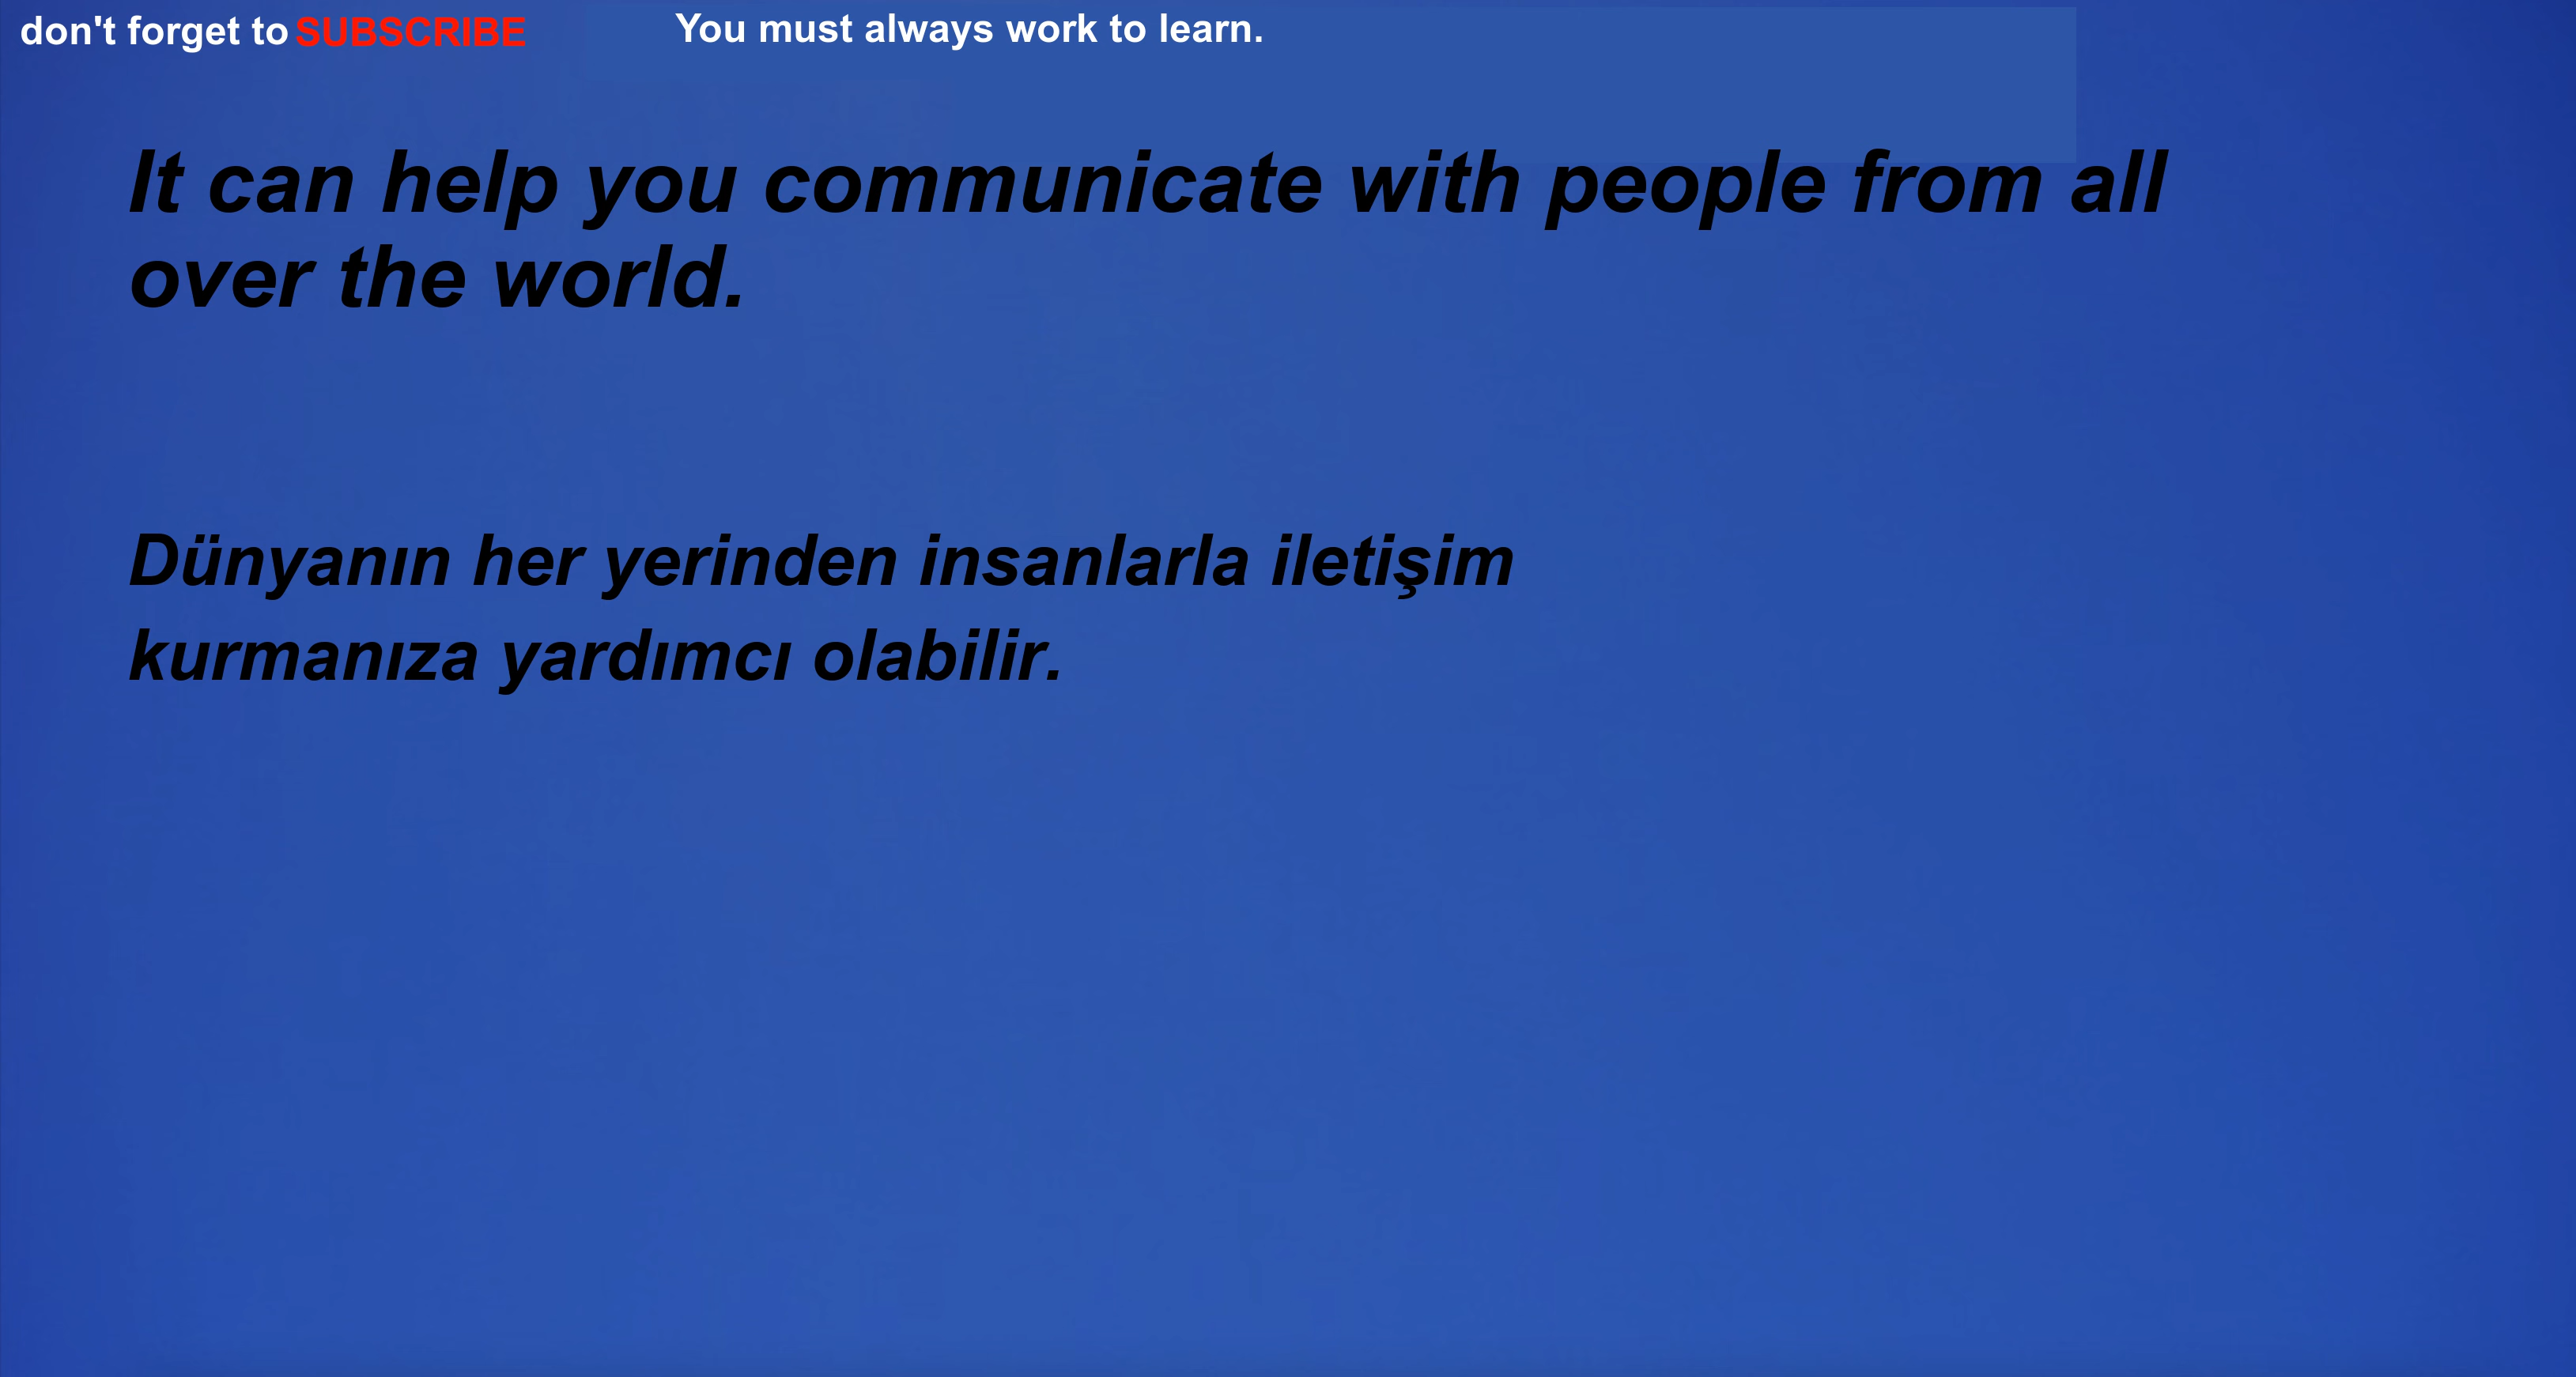 don't forget to SUBSCRIBE You must always work to learn.
It can help you communicate with people from all
over the world.
Dünyanın her yerinden insanlarla iletişim
kurmanıza yardımcı olabilir.